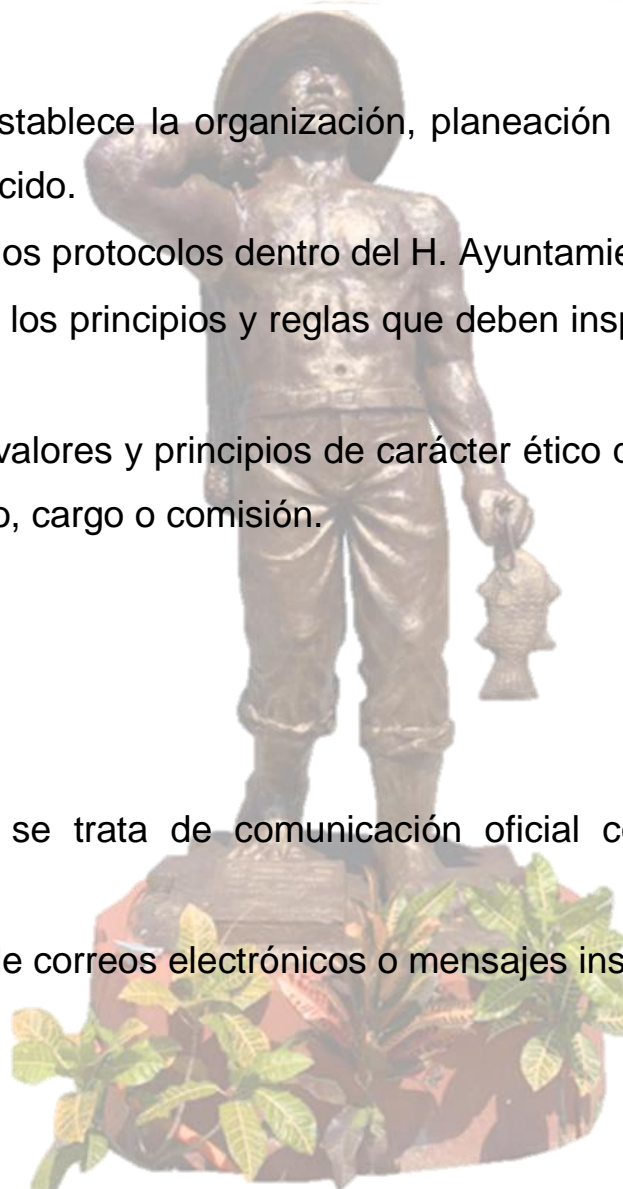 stablece la organización, planeación
cido.
os protocolos dentro del H. Ayuntamie
los principios y reglas que deben insp
valores y principios de carácter ético
o, cargo o comisión.
se trata de comunicación oficial
e correos electrónicos o mensajes ins